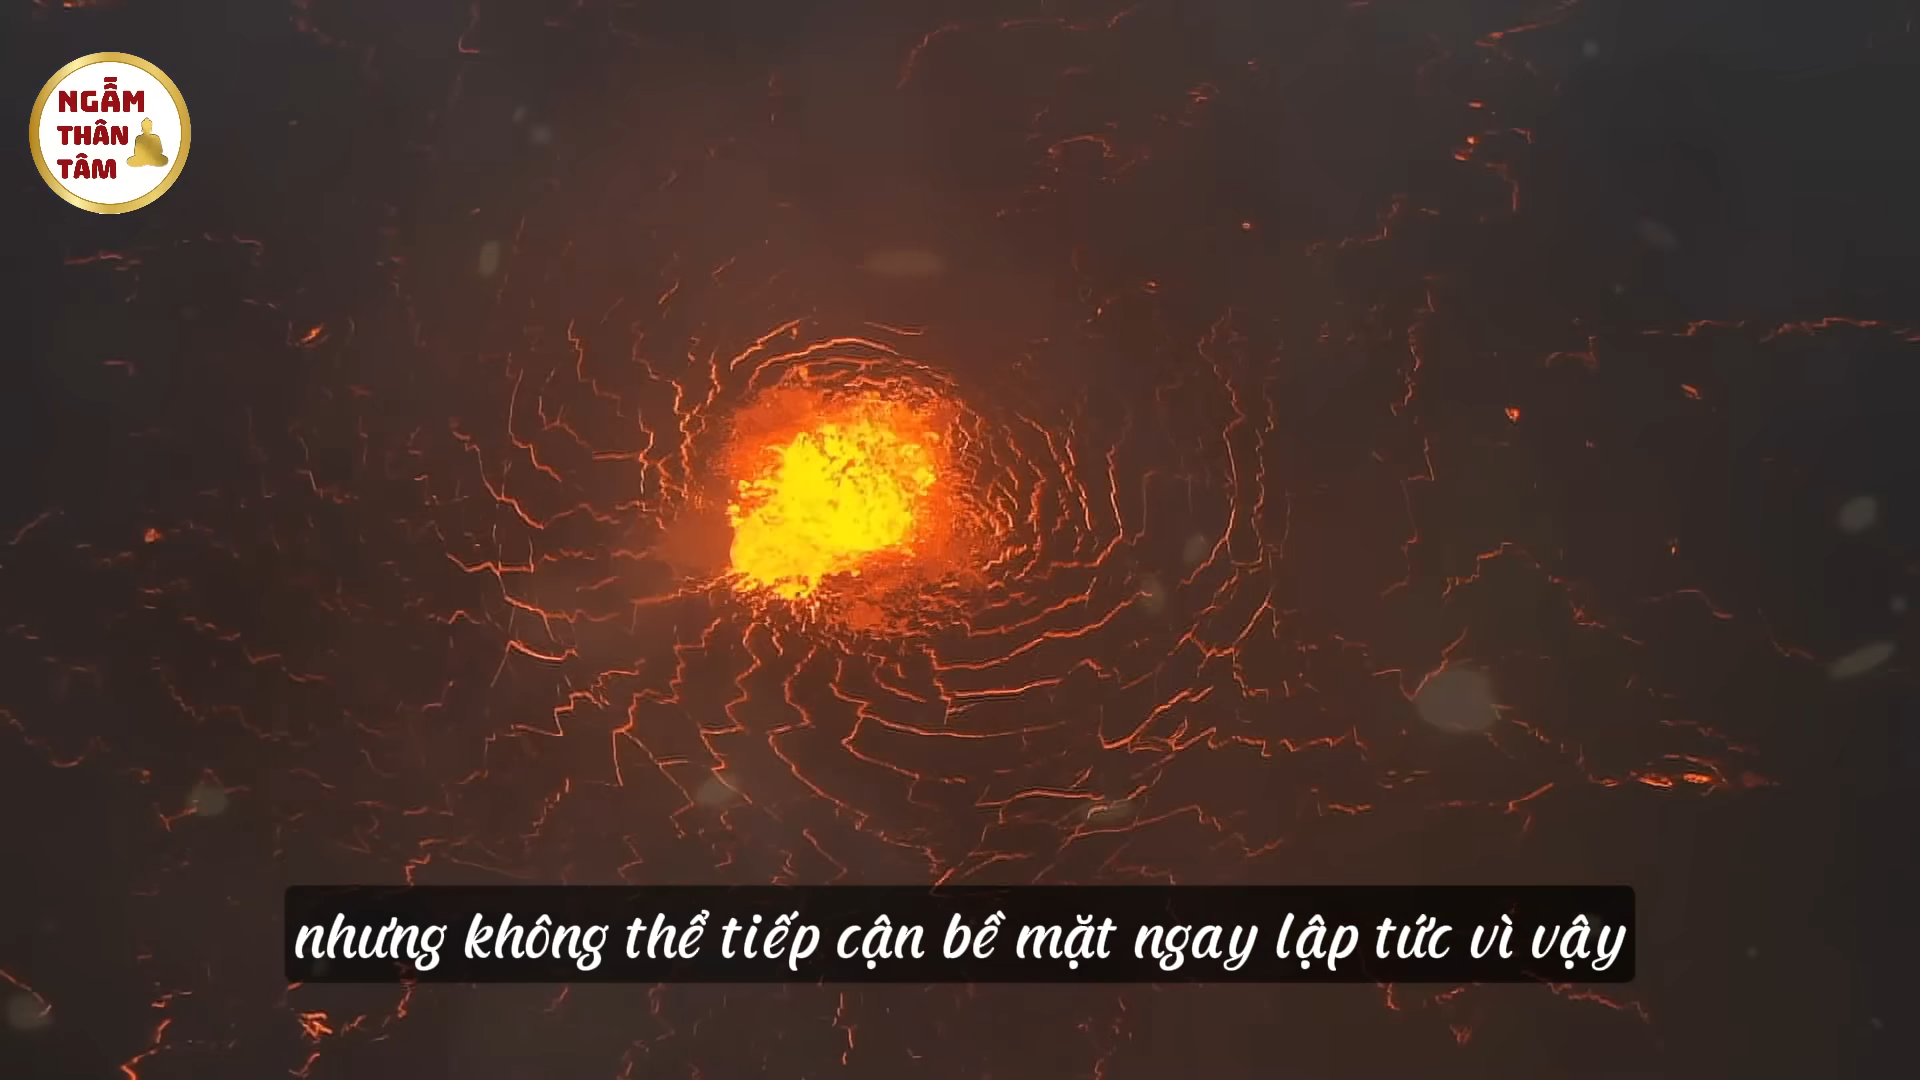 NGẪM
THÂN
TÂM
nhưng không thể tiếp cận bề mặt ngay lập tức vì vậy